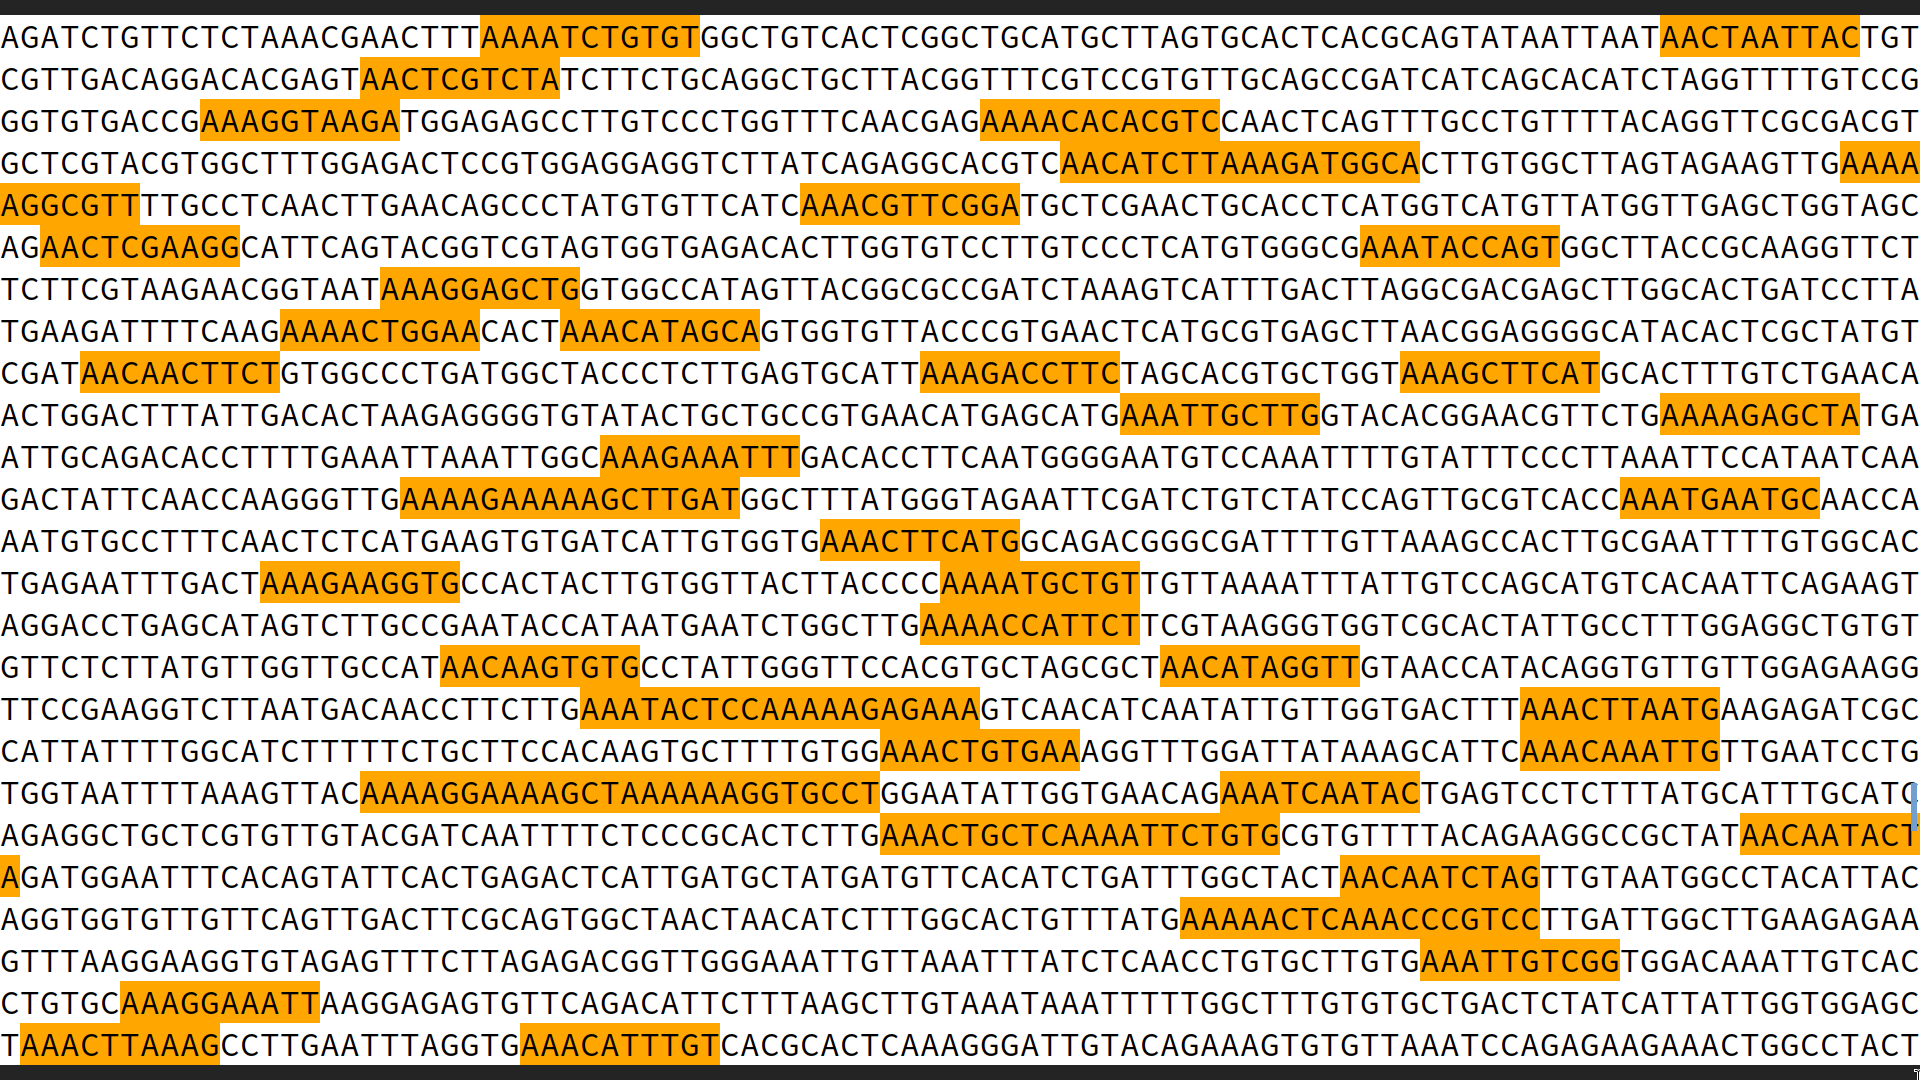 AGATCTGTTCTCTAAACGAACTTTAAAATCTGTGTGGCTGTCACTCGGCTGCATGCTTAGTGCACTCACGCAGTATAATTAATAACTAATTACTGT
CGTTGACAGGACACGAGTAACTCGTCTATCTTCTGCAGGCTGCTTACGGTTTCGTCCGTGTTGCAGCCGATCATCAGCACATCTAGGTTTTGTCCG
GGTGTGACCGAAAGGTAAGATGGAGAGCCTTGTCCCTGGTTTCAACGAGAAAACACACGTCCAACTCAGTTTGCCTGTTTTACAGGTTCGCGACGT
GCTCGTACGTGGCTTTGGAGACTCCGTGGAGGAGGTCTTATCAGAGGCACGTCAACATCTTAAAGATGGCACTTGTGGCTTAGTAGAAGTTGAAAA
AGGCGTTTTGCCTCAACTTGAACAGCCCTATGTGTTCATCAAACGTTCGGATGCTCGAACTGCACCTCATGGTCATGTTATGGTTGAGCTGGTAGC
AGAACTCGAAGGCATTCAGTACGGTCGTAGTGGTGAGACACTTGGTGTCCTTGTCCCTCATGTGGGCGAAATACCAGTGGCTTACCGCAAGGTTCT
TCTTCGTAAGAACGGTAATAAAGGAGCTGGTGGCCATAGTTACGGCGCCGATCTAAAGTCATTTGACTTAGGCGACGAGCTTGGCACTGATCCTTA
TGAAGATTTTCAAGAAAACTGGAACACTAAACATAGCAGTGGTGTTACCCGTGAACTCATGCGTGAGCTTAACGGAGGGGCATACACTCGCTATGT
CGATAACAACTTCTGTGGCCCTGATGGCTACCCTCTTGAGTGCATTAAAGACCTTCTAGCACGTGCTGGTAAAGCTTCATGCACTTTGTCTGAACA
ACTGGACTTTATTGACACTAAGAGGGGTGTATACTGCTGCCGTGAACATGAGCATGAAATTGCTTGGTACACGGAACGTTCTGAAAAGAGCTATGA
ATTGCAGACACCTTTTGAAATTAAATTGGCAAAGAAATTTGACACCTTCAATGGGGAATGTCCAAATTTTGTATTTCCCTTAAATTCCATAATCAA
GACTATTCAACCAAGGGTTGAAAAGAAAAAGCTTGATGGCTTTATGGGTAGAATTCGATCTGTCTATCCAGTTGCGTCACCAAATGAATGCAACCA
AATGTGCCTTTCAACTCTCATGAAGTGTGATCATTGTGGTGAAACTTCATGGCAGACGGGCGATTTTGTTAAAGCCACTTGCGAATTTTGTGGCAC
TGAGAATTTGACTAAAGAAGGTGCCACTACTTGTGGTTACTTACCCCAAAATGCTGTTGTTAAAATTTATTGTCCAGCATGTCACAATTCAGAAGT
AGGACCTGAGCATAGTCTTGCCGAATACCATAATGAATCTGGCTTGAAAACCATTCTTCGTAAGGGTGGTCGCACTATTGCCTTTGGAGGCTGTGT
GTTCTCTTATGTTGGTTGCCATAACAAGTGTGCCTATTGGGTTCCACGTGCTAGCGCTAACATAGGTTGTAACCATACAGGTGTTGTTGGAGAAGG
TTCCGAAGGTCTTAATGACAACCTTCTTGAAATACTCCAAAAAGAGAAAGTCAACATCAATATTGTTGGTGACTTTAAACTTAATGAAGAGATCGC
CATTATTTTGGCATCTTTTTCTGCTTCCACAAGTGCTTTTGTGGAAACTGTGAAAGGTTTGGATTATAAAGCATTCAAACAAATTGTTGAATCCTG
TGGTAATTTTAAAGTTACAAAAGGAAAAGCTAAAAAAGGTGCCTGGAATATTGGTGAACAGAAATCAATACTGAGTCCTCTTTATGCATTTGCATC
AGAGGCTGCTCGTGTTGTACGATCAATTTTCTCCCGCACTCTTGAAACTGCTCAAAATTCTGTGCGTGTTTTACAGAAGGCCGCTATAACAATACT
AGATGGAATTTCACAGTATTCACTGAGACTCATTGATGCTATGATGTTCACATCTGATTTGGCTACTAACAATCTAGTTGTAATGGCCTACATTAC
AGGTGGTGTTGTTCAGTTGACTTCGCAGTGGCTAACTAACATCTTTGGCACTGTTTATGAAAAACTCAAACCCGTCCTTGATTGGCTTGAAGAGAA
GTTTAAGGAAGGTGTAGAGTTTCTTAGAGACGGTTGGGAAATTGTTAAATTTATCTCAACCTGTGCTTGTGAAATTGTCGGTGGACAAATTGTCAC
CTGTGCAAAGGAAATTAAGGAGAGTGTTCAGACATTCTTTAAGCTTGTAAATAAATTTTTGGCTTTGTGTGCTGACTCTATCATTATTGGTGGAGC
TAAACTTAAAGCCTTGAATTTAGGTGAAACATTTGTCACGCACTCAAAGGGATTGTACAGAAAGTGTGTTAAATCCAGAGAAGAAACTGGCCTACT